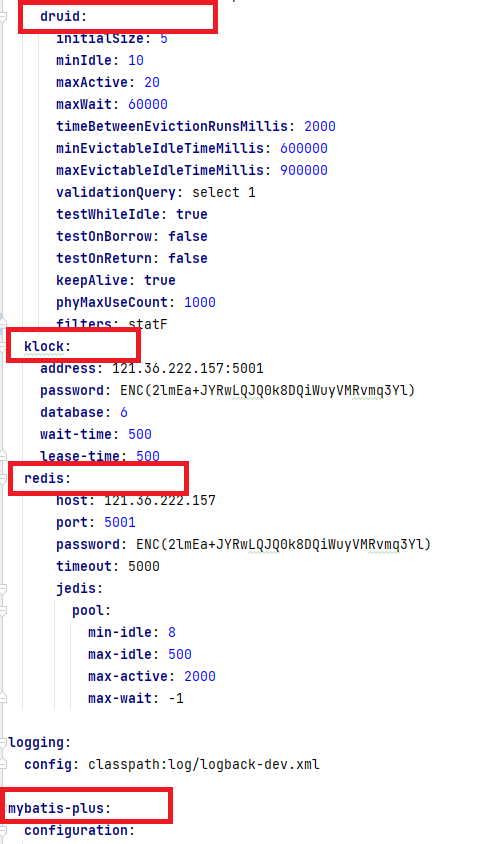 druid:
initialSize: 5
minIdle: 10
maxActive: 20
maxWait: 60000
timeBetweenEvictionRunsMillis: 2000
minEvictableIdleTimeMillis: 600000
maxEvictableIdleTimeMillis: 900000
validationQuery: select 1
testWhileIdle: true
testOnBorrow: false
testOnReturn: false
keepAlive: true
phyMaxUseCount: 1000
filters: statF
klock:
address: 121.36.222.157:5001
password: ENC(2lmEa+JYRwLQJQ0k8DQiWuyVMRvmq3Yl)
database: 6
wait-time: 500
lease-time: 500
redis:
host: 121.36.222.157
port: 5001
password: ENC(2lmEa+JYRwLQJQ0k8DQiWuyVMRvmq3Yl)
timeout: 5000
jedis:
pool:
min-idle: 8
max-idle: 500
max-active: 2000
max-wait: -1
logging:
config: classpath:log/logback-dev.xml
mybatis-plus:
configuration: